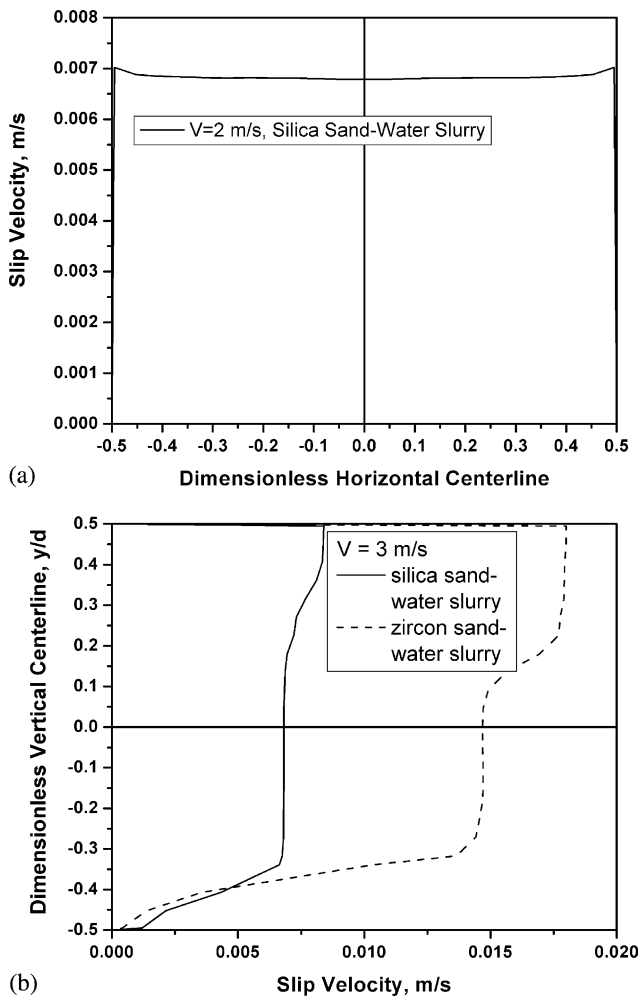 0.008
0.007
0.006
0.005
0.004
0.003
0.002
0.001
0.000
Slip Velocity, m/s
V=2 m/s, Silica Sand-Water Slurry
-0.5 -0.4 -0.3 -0.2 -0.1 0.0 0.1 0.2 0.3 0.4 0.5
(a) Dimensionless Horizontal Centerline
0.5
0.4
0.3
0.2
0.1
0.0
-0.1
-0.2
-0.3
-0.4
-0.5
Dimensionless Vertical Centerline, y/d
V = 3 m/s
silica sand-
water slurry
zircon sand-
water slurry
0.000 0.005 0.010 0.015 0.020
(b) Slip Velocity, m/s